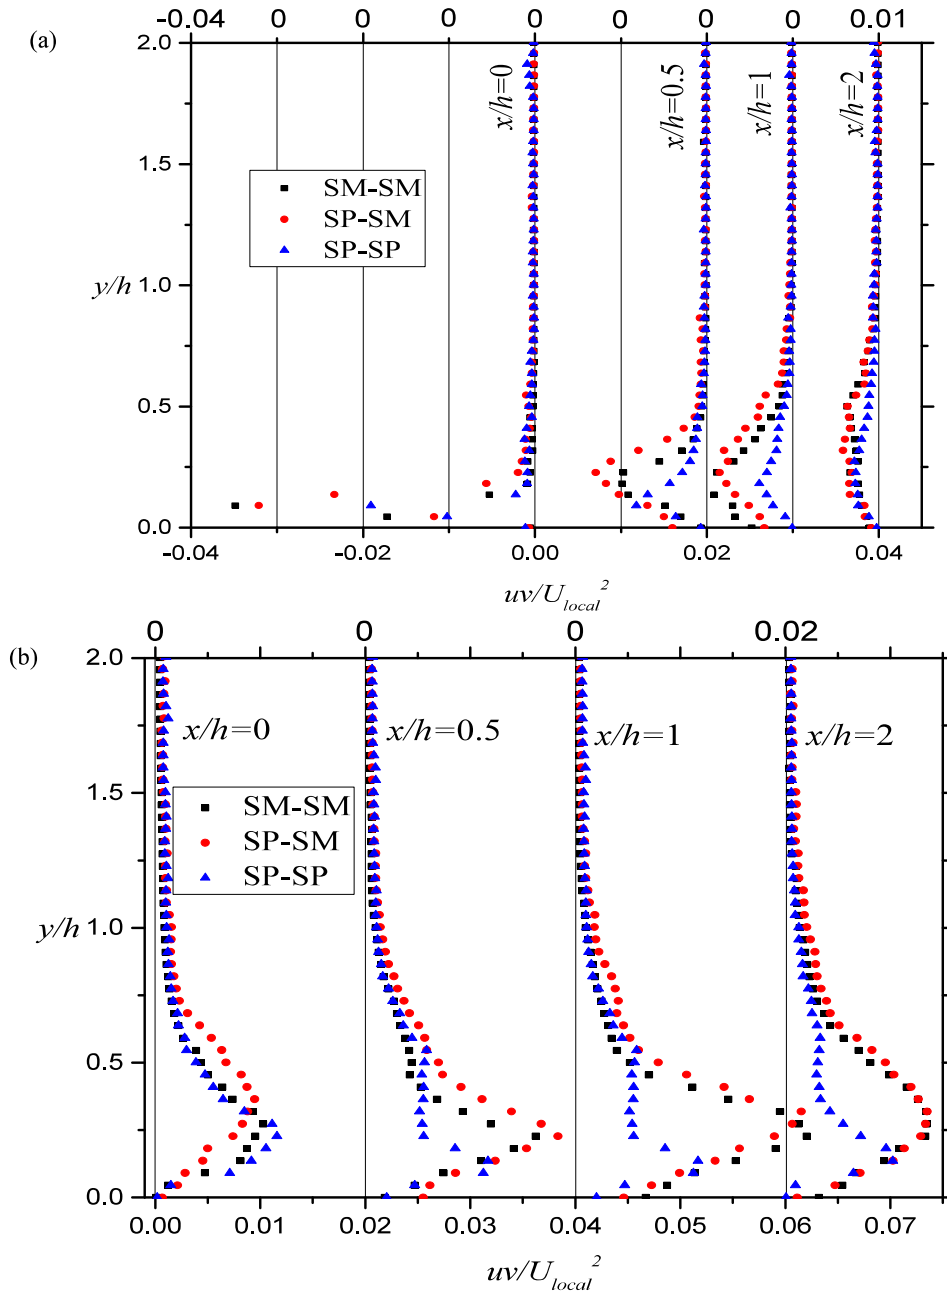 -0.04 0 0 0 0 0 0 0 0.01
(a)
2.0
x/h=0
x/h=0.5
x/h=1
x/h=2
1.5
SM-SM
SP-SM
SP-SP
y/h 1.0
0.5
0.0
-0.04 -0.02 0.00 0.02 0.04
uv/U_local^2
0 0 0 0.02
(b)
2.0
x/h=0 x/h=0.5 x/h=1 x/h=2
1.5
SM-SM
SP-SM
SP-SP
y/h 1.0
0.5
0.0
0.00 0.01 0.02 0.03 0.04 0.05 0.06 0.07
uv/U_local^2